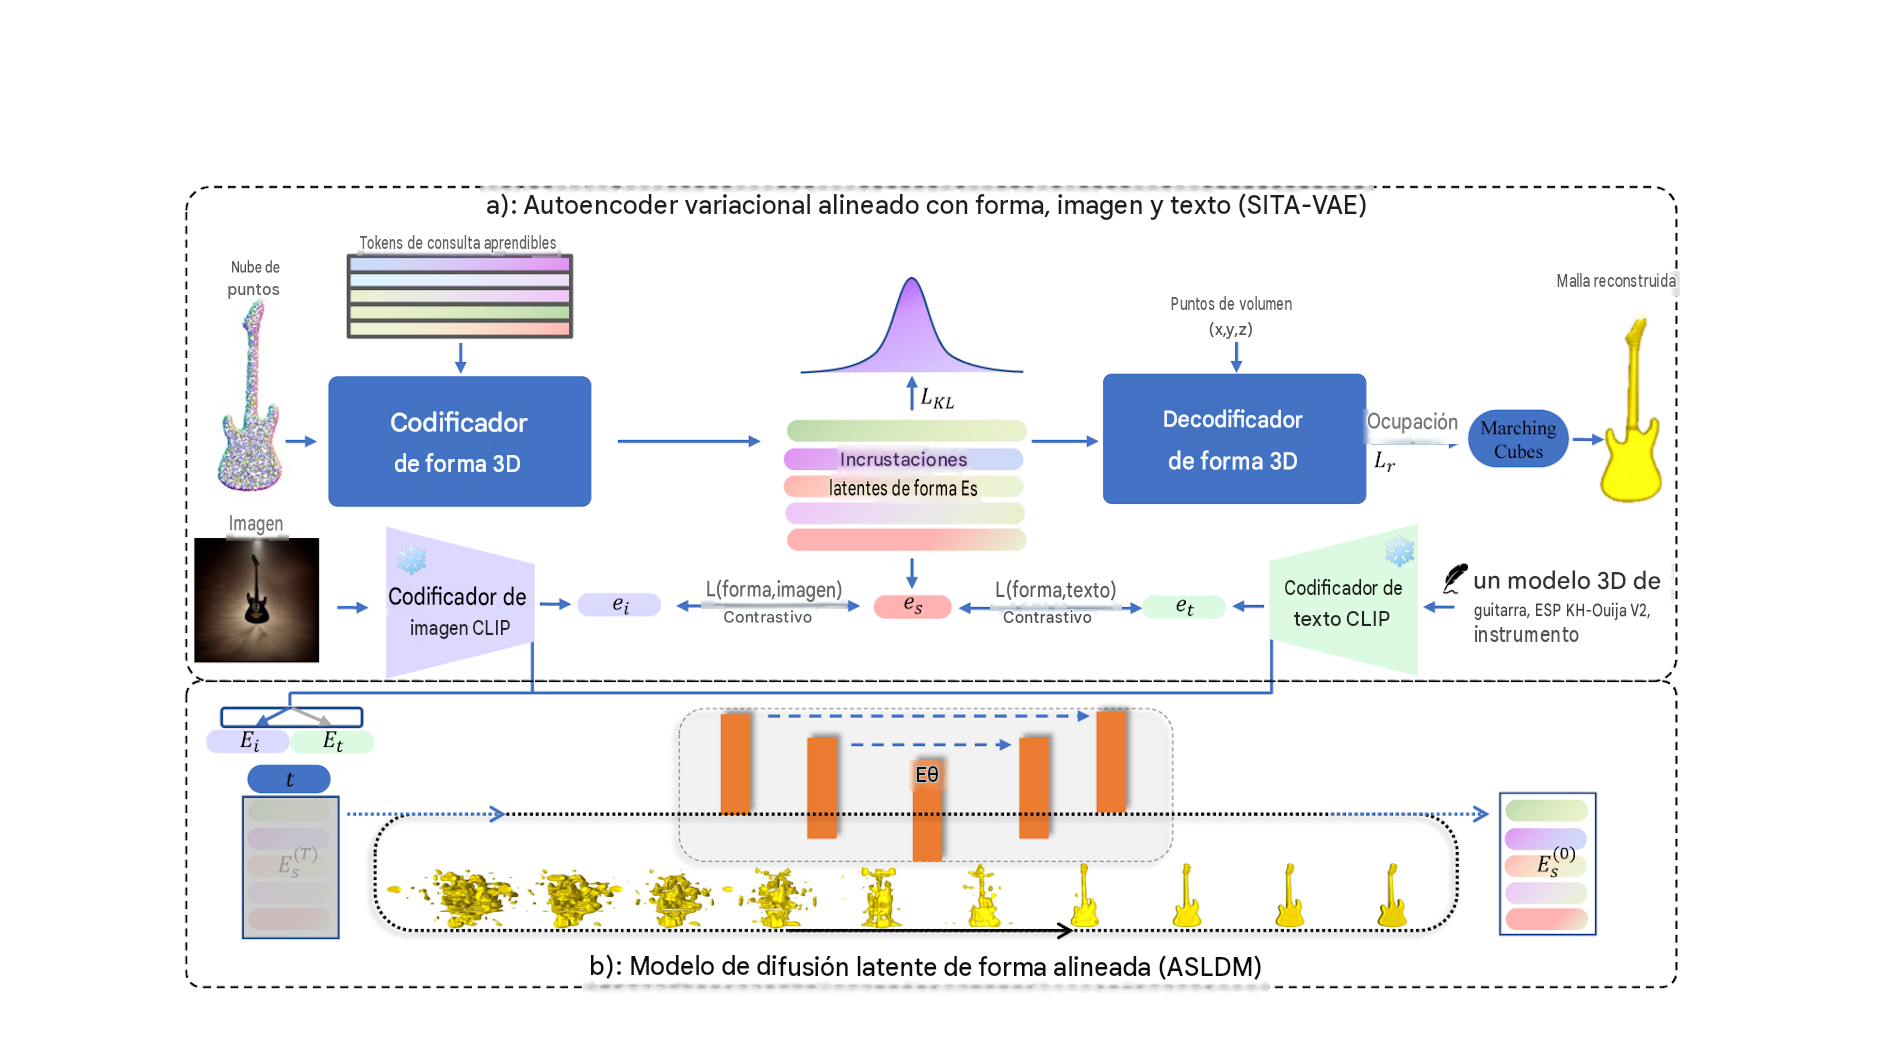 a): Autoencoder variacional alineado con forma, imagen y texto (SITA-VAE)
Tokens de consulta aprendibles
Nube de
puntos
Malla reconstruida
Puntos de volumen
(x,y,z)
L_KL
Codificador
de forma 3D
Decodificador
de forma 3D
Ocupación
L_r
Marching
Cubes
Incrustaciones
latentes de forma Es
Imagen
Codificador de
imagen CLIP
e_i
L(forma,imagen)
Contrastivo
e_s
L(forma,texto)
Contrastivo
e_t
Codificador de
texto CLIP
un modelo 3D de
guitarra, ESP KH-Ouija V2,
instrumento
E_i
E_t
t
E_s^(T)
Eθ
E_s^(0)
b): Modelo de difusión latente de forma alineada (ASLDM)